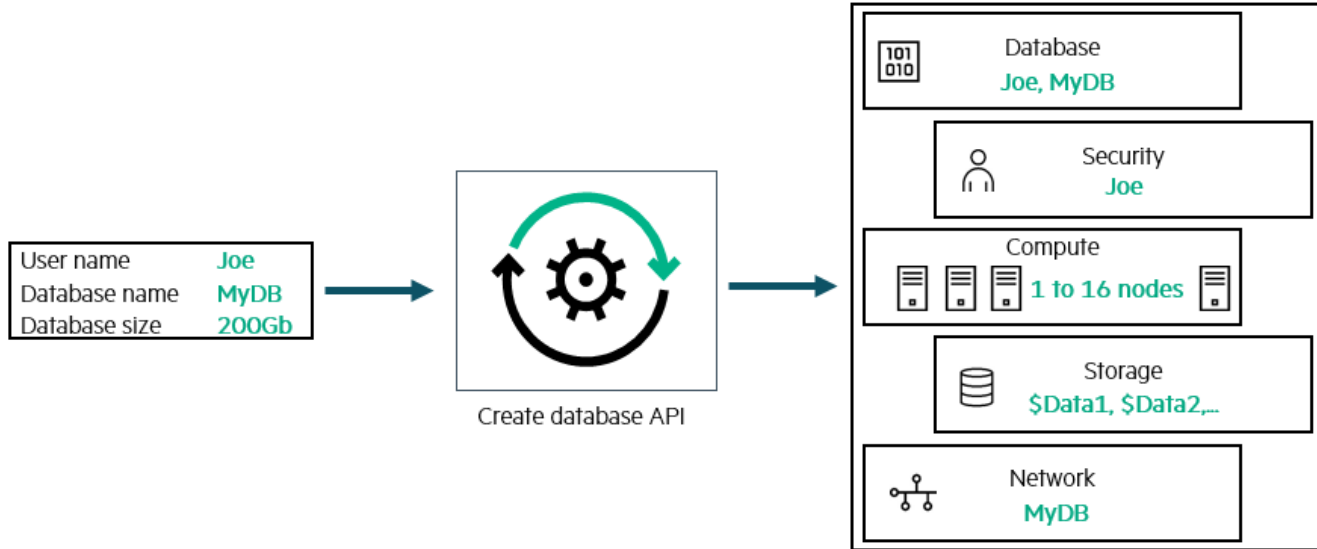 User name Joe
Database name MyDB
Database size 200Gb
Create database API
101
010
Database
Joe, MyDB
Security
Joe
Compute
1 to 16 nodes
Storage
$Data1, $Data2,...
Network
MyDB